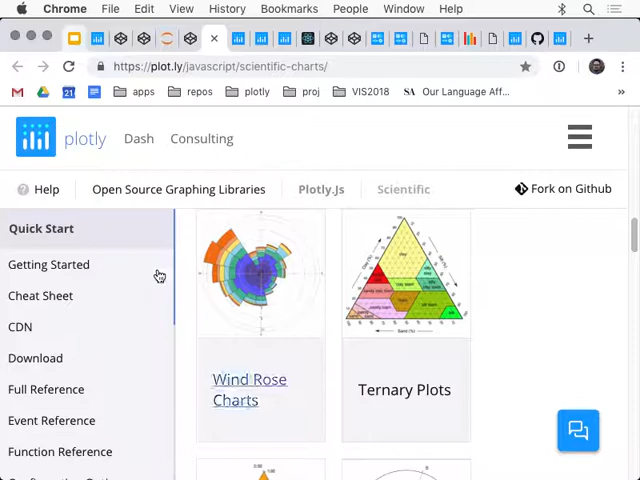 Chrome File Edit View History Bookmarks People Window Help
https://plot.ly/javascript/scientific-charts/
21 apps repos plotly proj VIS2018 SA Our Language Aff... »
plotly Dash Consulting
Help Open Source Graphing Libraries Plotly.Js Scientific Fork on Github
Quick Start
Getting Started
Cheat Sheet
CDN
Download
Full Reference
Event Reference
Function Reference
Wind Rose
Charts
Ternary Plots